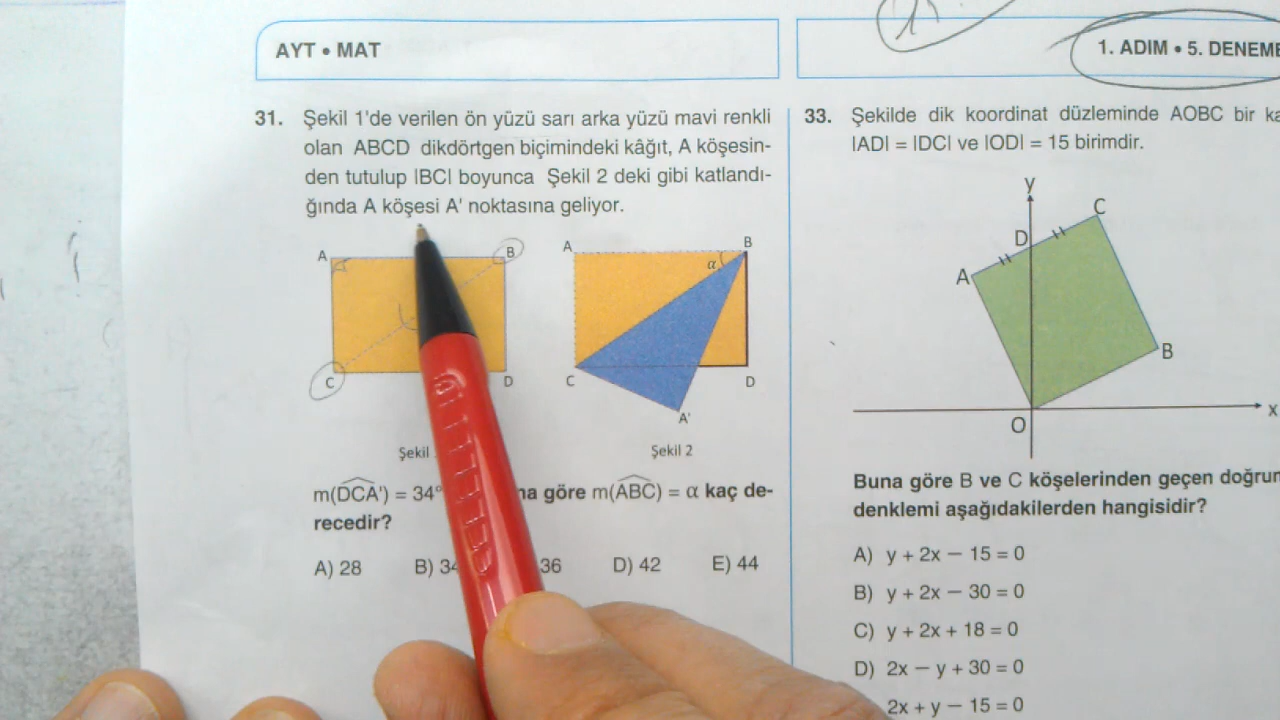 AYT • MAT
1. ADIM • 5. DENEME
31. Şekil 1'de verilen ön yüzü sarı arka yüzü mavi renkli
olan ABCD dikdörtgen biçimindeki kâğıt, A köşesin-
den tutulup |BC| boyunca Şekil 2 deki gibi katlandı-
ğında A köşesi A' noktasına geliyor.
A B
C D
Şekil
A B
α
C D
A'
Şekil 2
m(DCA') = 34° göre m(ABC) = α kaç de-
recedir?
A) 28 B) 34 36 D) 42 E) 44
33. Şekilde dik koordinat düzleminde AOBC bir
|AD| = |DC| ve |OD| = 15 birimdir.
y
C
D
A
B
O
x
Buna göre B ve C köşelerinden geçen
denklemi aşağıdakilerden hangisidir?
A) y + 2x − 15 = 0
B) y + 2x − 30 = 0
C) y + 2x + 18 = 0
D) 2x − y + 30 = 0
2x + y − 15 = 0